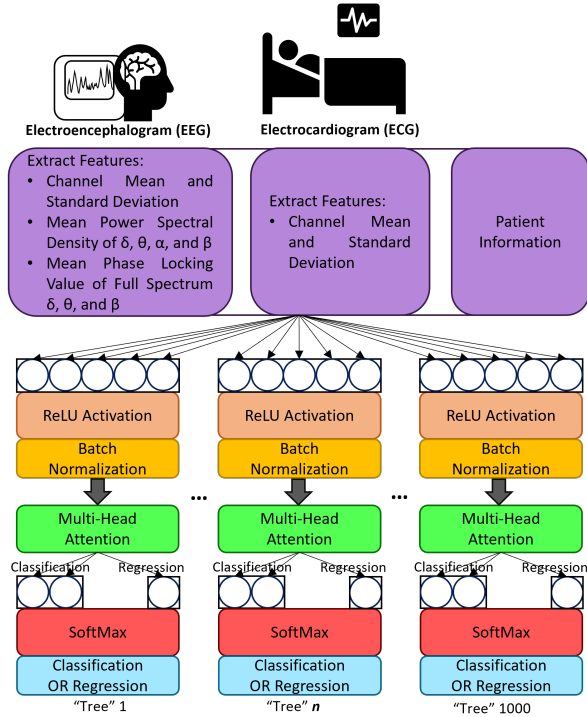 Electroencephalogram (EEG)
Electrocardiogram (ECG)
Extract Features:
• Channel Mean and
Standard Deviation
• Mean Power Spectral
Density of δ, θ, α, and β
• Mean Phase Locking
Value of Full Spectrum
δ, θ, and β
Extract Features:
• Channel Mean
and Standard
Deviation
Patient
Information
ReLU Activation
ReLU Activation
ReLU Activation
Batch
Normalization
Batch
Normalization
Batch
Normalization
...
...
Multi-Head
Attention
Multi-Head
Attention
Multi-Head
Attention
Classification
Regression
Classification
Regression
Classification
Regression
SoftMax
SoftMax
SoftMax
Classification
OR Regression
Classification
OR Regression
Classification
OR Regression
“Tree” 1
“Tree” n
“Tree” 1000